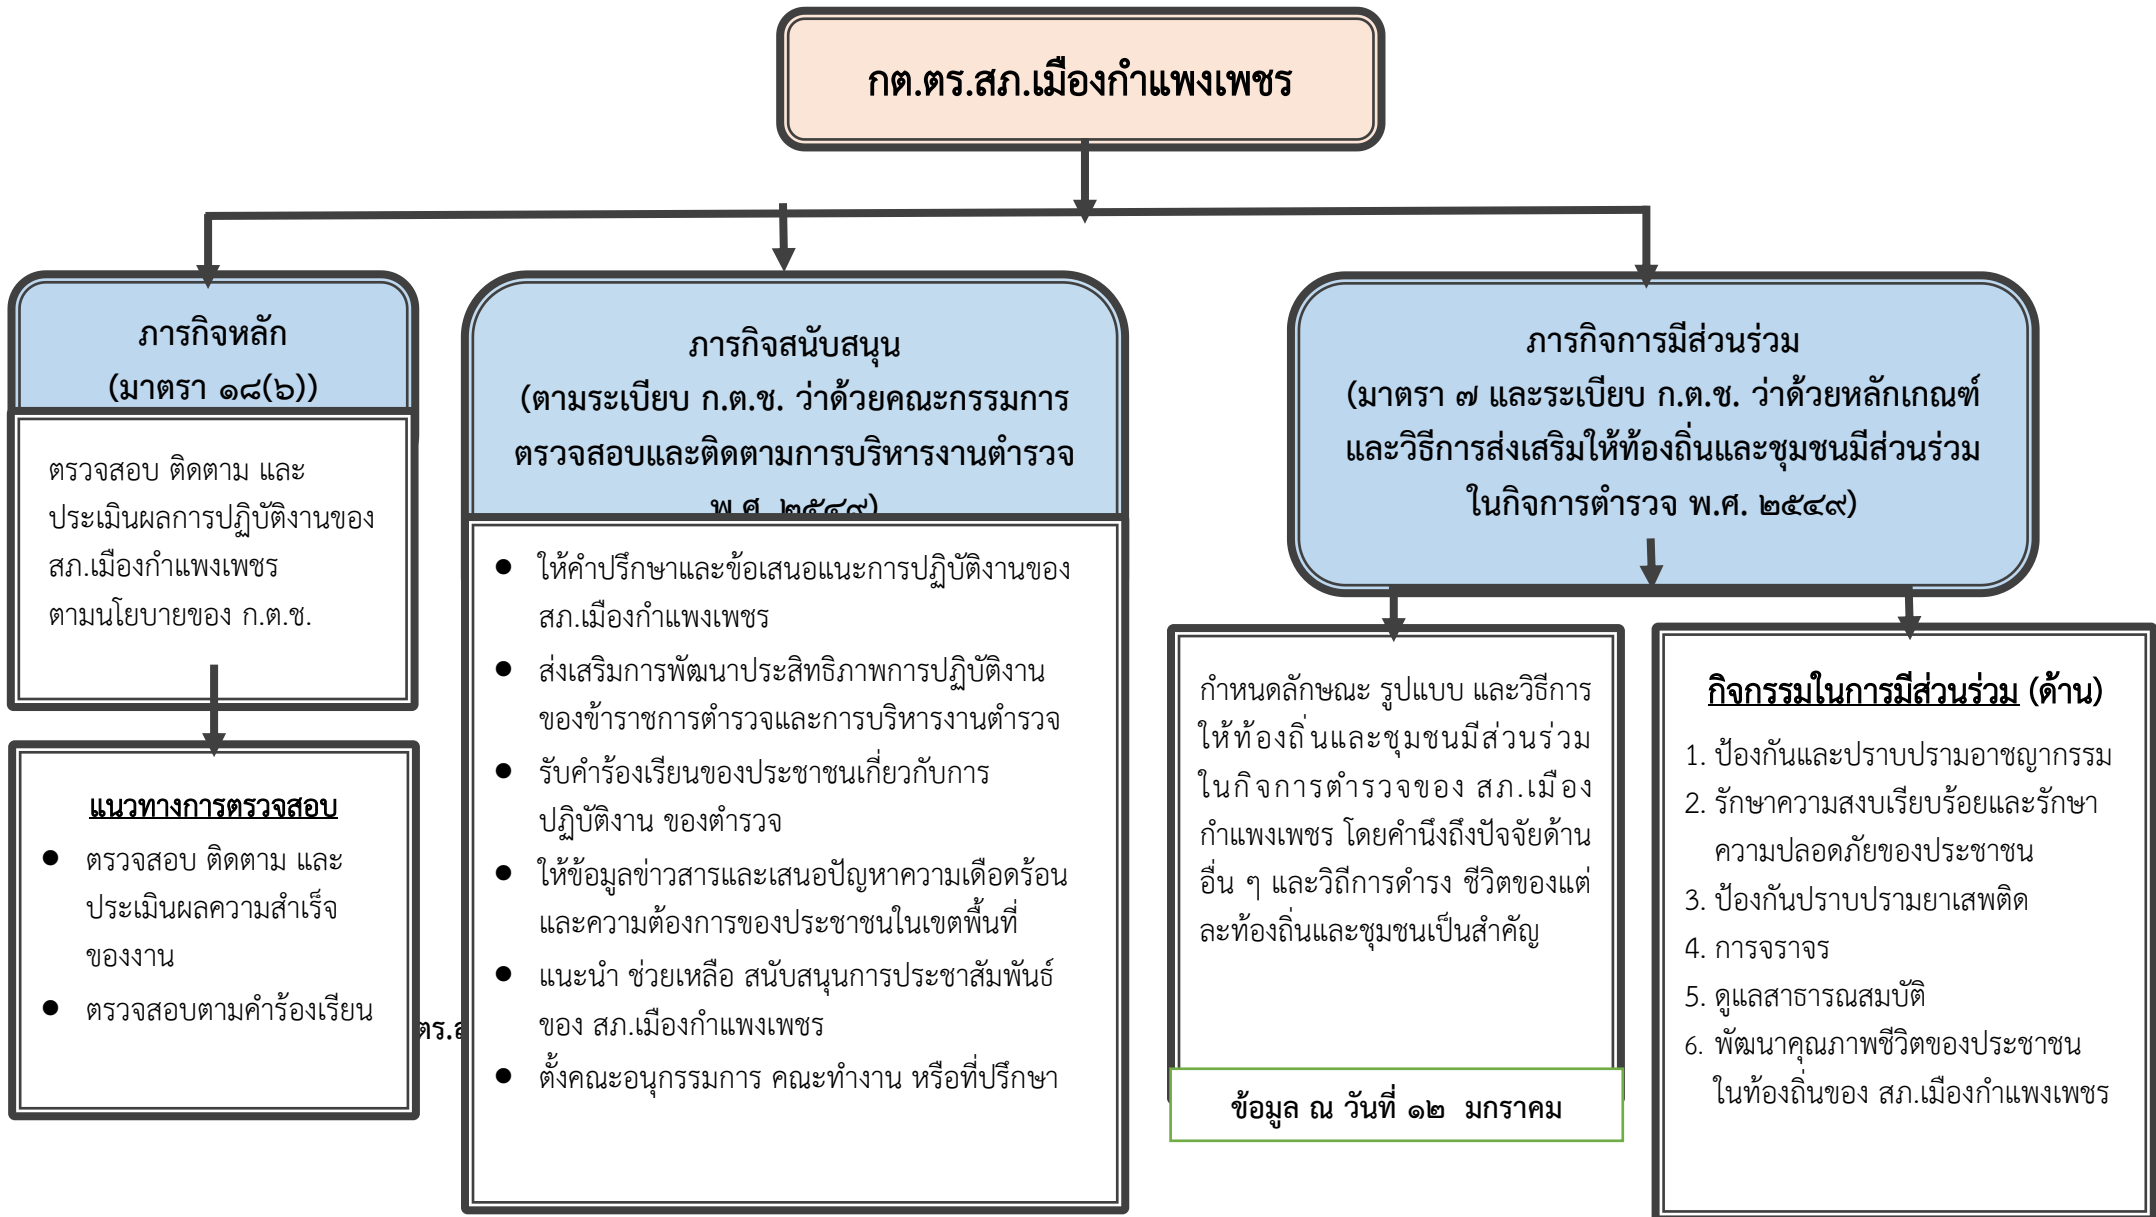 กต.ตร.สภ.เมืองกำแพงเพชร
ภารกิจหลัก
(มาตรา ๑๘(๖))
ตรวจสอบ ติดตาม และ
ประเมินผลการปฏิบัติงานของ
สภ.เมืองกำแพงเพชร
ตามนโยบายของ ก.ต.ช.
แนวทางการตรวจสอบ
● ตรวจสอบ ติดตาม และ
ประเมินผลความสำเร็จ
ของงาน
● ตรวจสอบตามคำร้องเรียน
ภารกิจสนับสนุน
(ตามระเบียบ ก.ต.ช. ว่าด้วยคณะกรรมการ
ตรวจสอบและติดตามการบริหารงานตำรวจ
พ.ศ. ๒๕๔๙)
● ให้คำปรึกษาและข้อเสนอแนะการปฏิบัติงานของ
สภ.เมืองกำแพงเพชร
● ส่งเสริมการพัฒนาประสิทธิภาพการปฏิบัติงาน
ของข้าราชการตำรวจและการบริหารงานตำรวจ
● รับคำร้องเรียนของประชาชนเกี่ยวกับการ
ปฏิบัติงาน ของตำรวจ
● ให้ข้อมูลข่าวสารและเสนอปัญหาความเดือดร้อน
และความต้องการของประชาชนในเขตพื้นที่
● แนะนำ ช่วยเหลือ สนับสนุนการประชาสัมพันธ์
ของ สภ.เมืองกำแพงเพชร
● ตั้งคณะอนุกรรมการ คณะทำงาน หรือที่ปรึกษา
ภารกิจการมีส่วนร่วม
(มาตรา ๗ และระเบียบ ก.ต.ช. ว่าด้วยหลักเกณฑ์
และวิธีการส่งเสริมให้ท้องถิ่นและชุมชนมีส่วนร่วม
ในกิจการตำรวจ พ.ศ. ๒๕๔๙)
กำหนดลักษณะ รูปแบบ และวิธีการ
ให้ท้องถิ่นและชุมชนมีส่วนร่วม
ในกิจการตำรวจของ สภ.เมือง
กำแพงเพชร โดยคำนึงถึงปัจจัยด้าน
อื่น ๆ และวิถีการดำรง ชีวิตของแต่
ละท้องถิ่นและชุมชนเป็นสำคัญ
ข้อมูล ณ วันที่ ๑๒ มกราคม
กิจกรรมในการมีส่วนร่วม (ด้าน)
1. ป้องกันและปราบปรามอาชญากรรม
2. รักษาความสงบเรียบร้อยและรักษา
ความปลอดภัยของประชาชน
3. ป้องกันปราบปรามยาเสพติด
4. การจราจร
5. ดูแลสาธารณสมบัติ
6. พัฒนาคุณภาพชีวิตของประชาชน
ในท้องถิ่นของ สภ.เมืองกำแพงเพชร